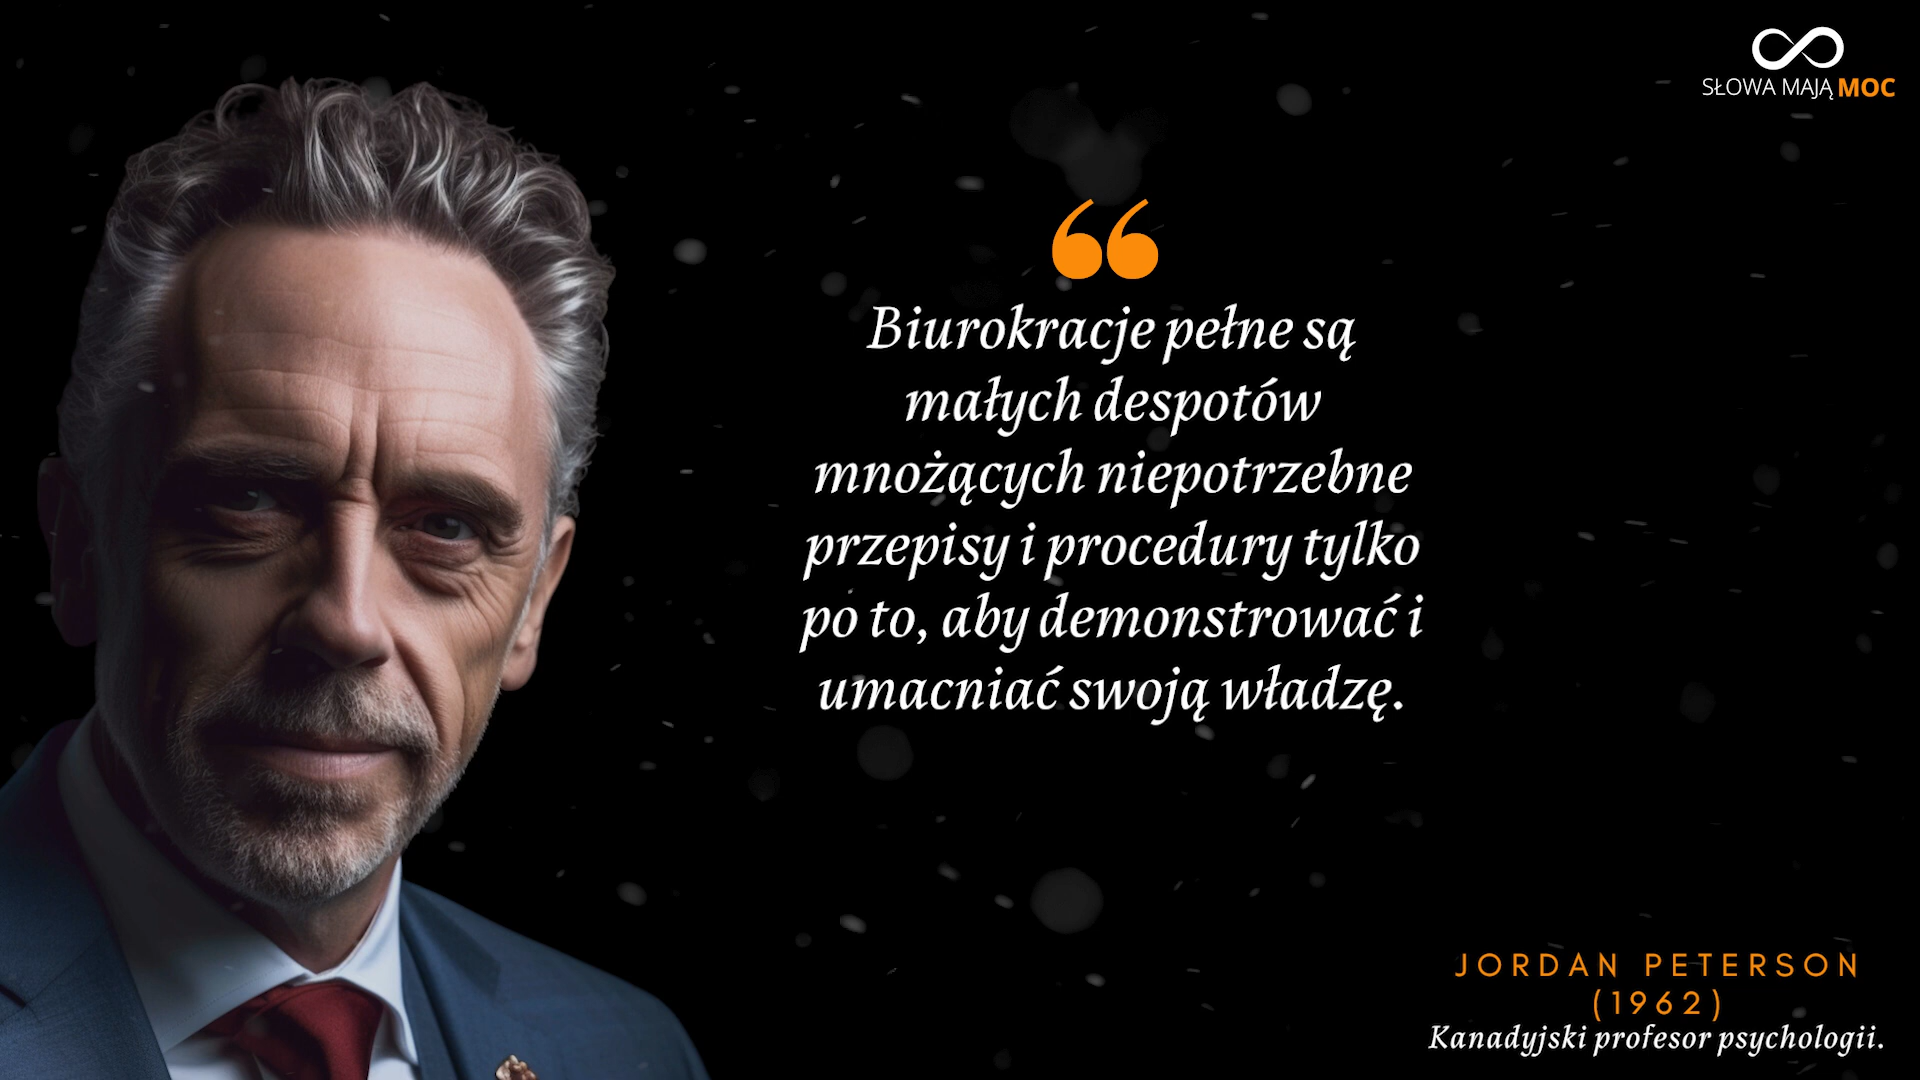 SŁOWA MAJĄ MOC
Biurokracje pełne są
małych despotów
mnożących niepotrzebne
przepisy i procedury tylko
po to, aby demonstrować i
umacniać swoją władzę.
JORDAN PETERSON
(1962)
Kanadyjski profesor psychologii.